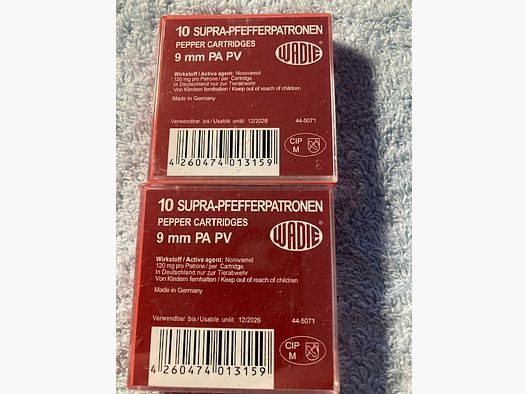 10 SUPRA-PFEFFERPATRONEN
PEPPER CARTRIDGES
9 mm PA PV
WADIE®
Wirkstoff / Active agent: Nonivamid
120 mg pro Patrone / per Cartridge.
In Deutschland nur zur Tierabwehr
Von Kindern fernhalten / Keep out of reach of children
Made in Germany
Verwendbar bis / Usable until: 12/2026 44-5071
4 260474 013159
CIP
M
10 SUPRA-PFEFFERPATRONEN
PEPPER CARTRIDGES
9 mm PA PV
WADIE®
Wirkstoff / Active agent: Nonivamid
120 mg pro Patrone / per Cartridge.
In Deutschland nur zur Tierabwehr
Von Kindern fernhalten / Keep out of reach of children
Made in Germany
Verwendbar bis / Usable until: 12/2026 44-5071
4 260474 013159
CIP
M